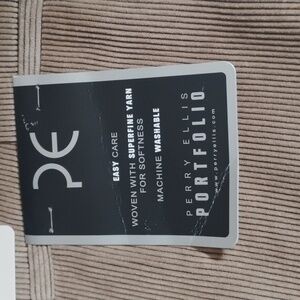 PE
EASY CARE
WOVEN WITH SUPERFINE YARN
FOR SOFTNESS
MACHINE WASHABLE
PERRY ELLIS
PORTFOLIO
www.perryellis.com